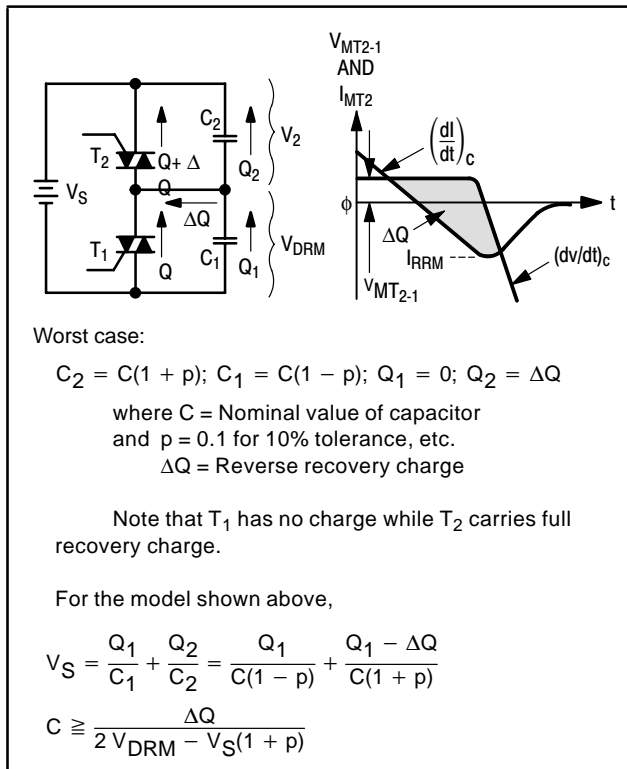 V_MT2-1
AND
I_MT2
(dI/dt)_c
C_2
V_2
T_2
Q + Δ
Q
Q_2
V_S
ΔQ
T_1
Q
C_1
Q_1
V_DRM
ϕ
t
ΔQ
I_RRM
(dv/dt)_c
V_MT2-1
Worst case:
C_2 = C(1 + p); C_1 = C(1 − p); Q_1 = 0; Q_2 = ΔQ
where C = Nominal value of capacitor
and p = 0.1 for 10% tolerance, etc.
ΔQ = Reverse recovery charge
Note that T_1 has no charge while T_2 carries full
recovery charge.
For the model shown above,
V_S = Q_1/C_1 + Q_2/C_2 = Q_1/C(1 − p) + Q_1 − ΔQ/C(1 + p)
C ≧ ΔQ/2 V_DRM − V_S(1 + p)